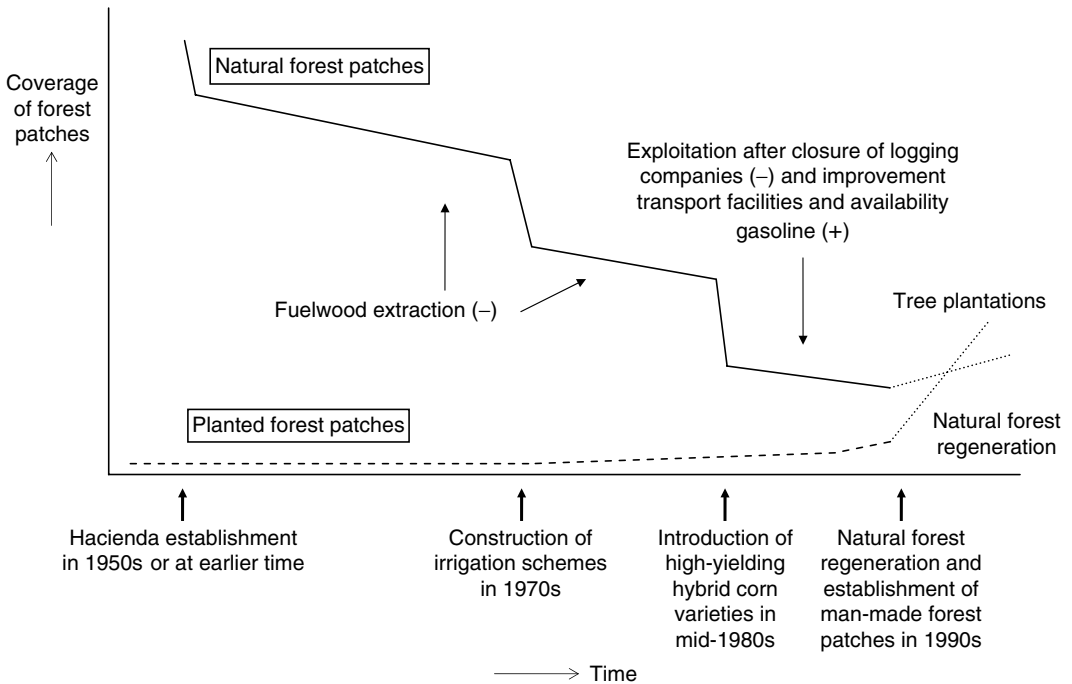 Natural forest patches
Coverage
of forest
patches
Exploitation after closure of logging
companies (–) and improvement
transport facilities and availability
gasoline (+)
Fuelwood extraction (–)
Tree plantations
Planted forest patches
Natural forest
regeneration
Hacienda establishment
in 1950s or at earlier time
Construction of
irrigation schemes
in 1970s
Introduction of
high-yielding
hybrid corn
varieties in
mid-1980s
Natural forest
regeneration and
establishment of
man-made forest
patches in 1990s
Time